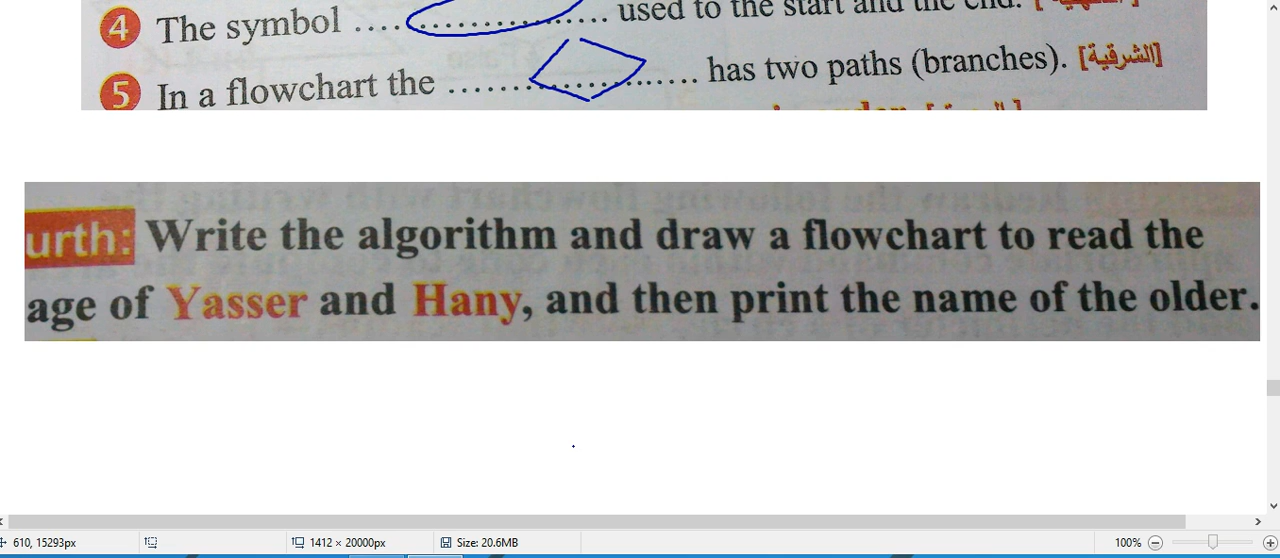 4 The symbol .................... used to the start and the end.
5 In a flowchart the .................... has two paths (branches). [الشرقية]
urth: Write the algorithm and draw a flowchart to read the
age of Yasser and Hany, and then print the name of the older.
610, 15293px 1412 × 20000px Size: 20.6MB 100%